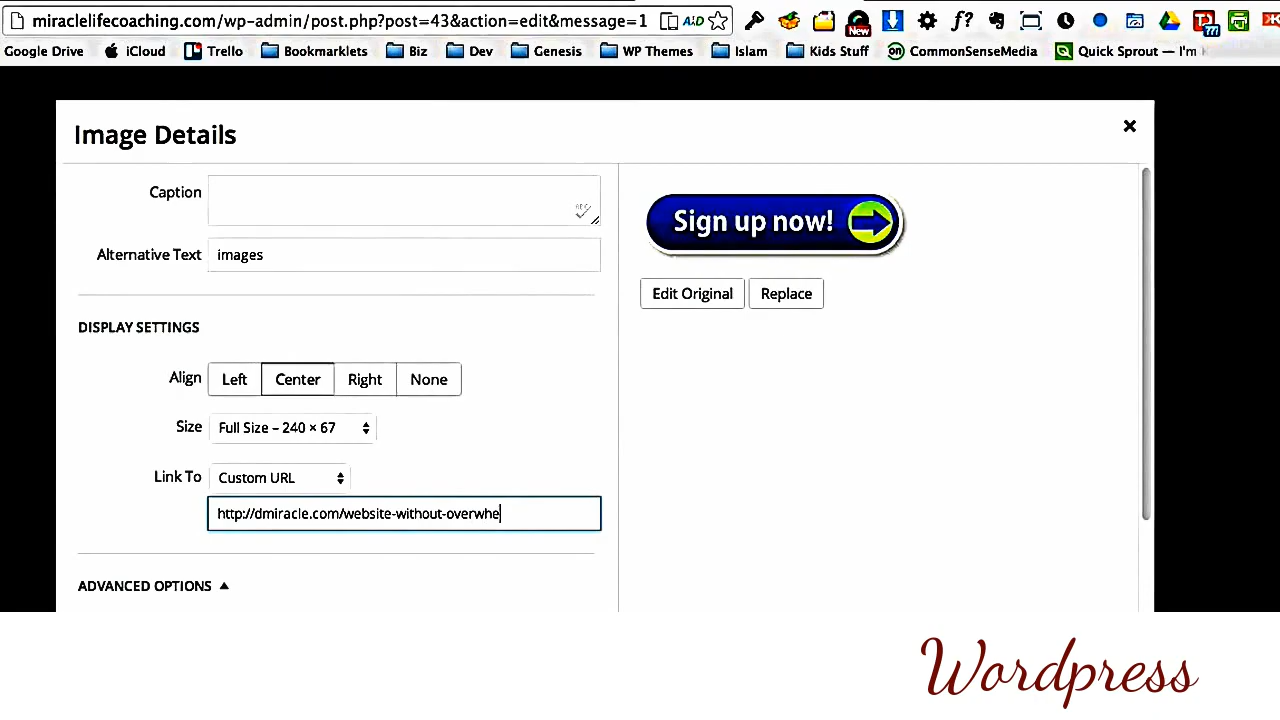 miraclelifecoaching.com/wp-admin/post.php?post=43&action=edit&message=1
New
Google Drive iCloud Trello Bookmarklets Biz Dev Genesis WP Themes Islam Kids Stuff CommonSenseMedia Quick Sprout — I'm
Image Details
Caption
Alternative Text images
Sign up now!
Edit Original Replace
DISPLAY SETTINGS
Align Left Center Right None
Size Full Size – 240 × 67
Link To Custom URL
http://dmiracle.com/website-without-overwhe
ADVANCED OPTIONS
Wordpress